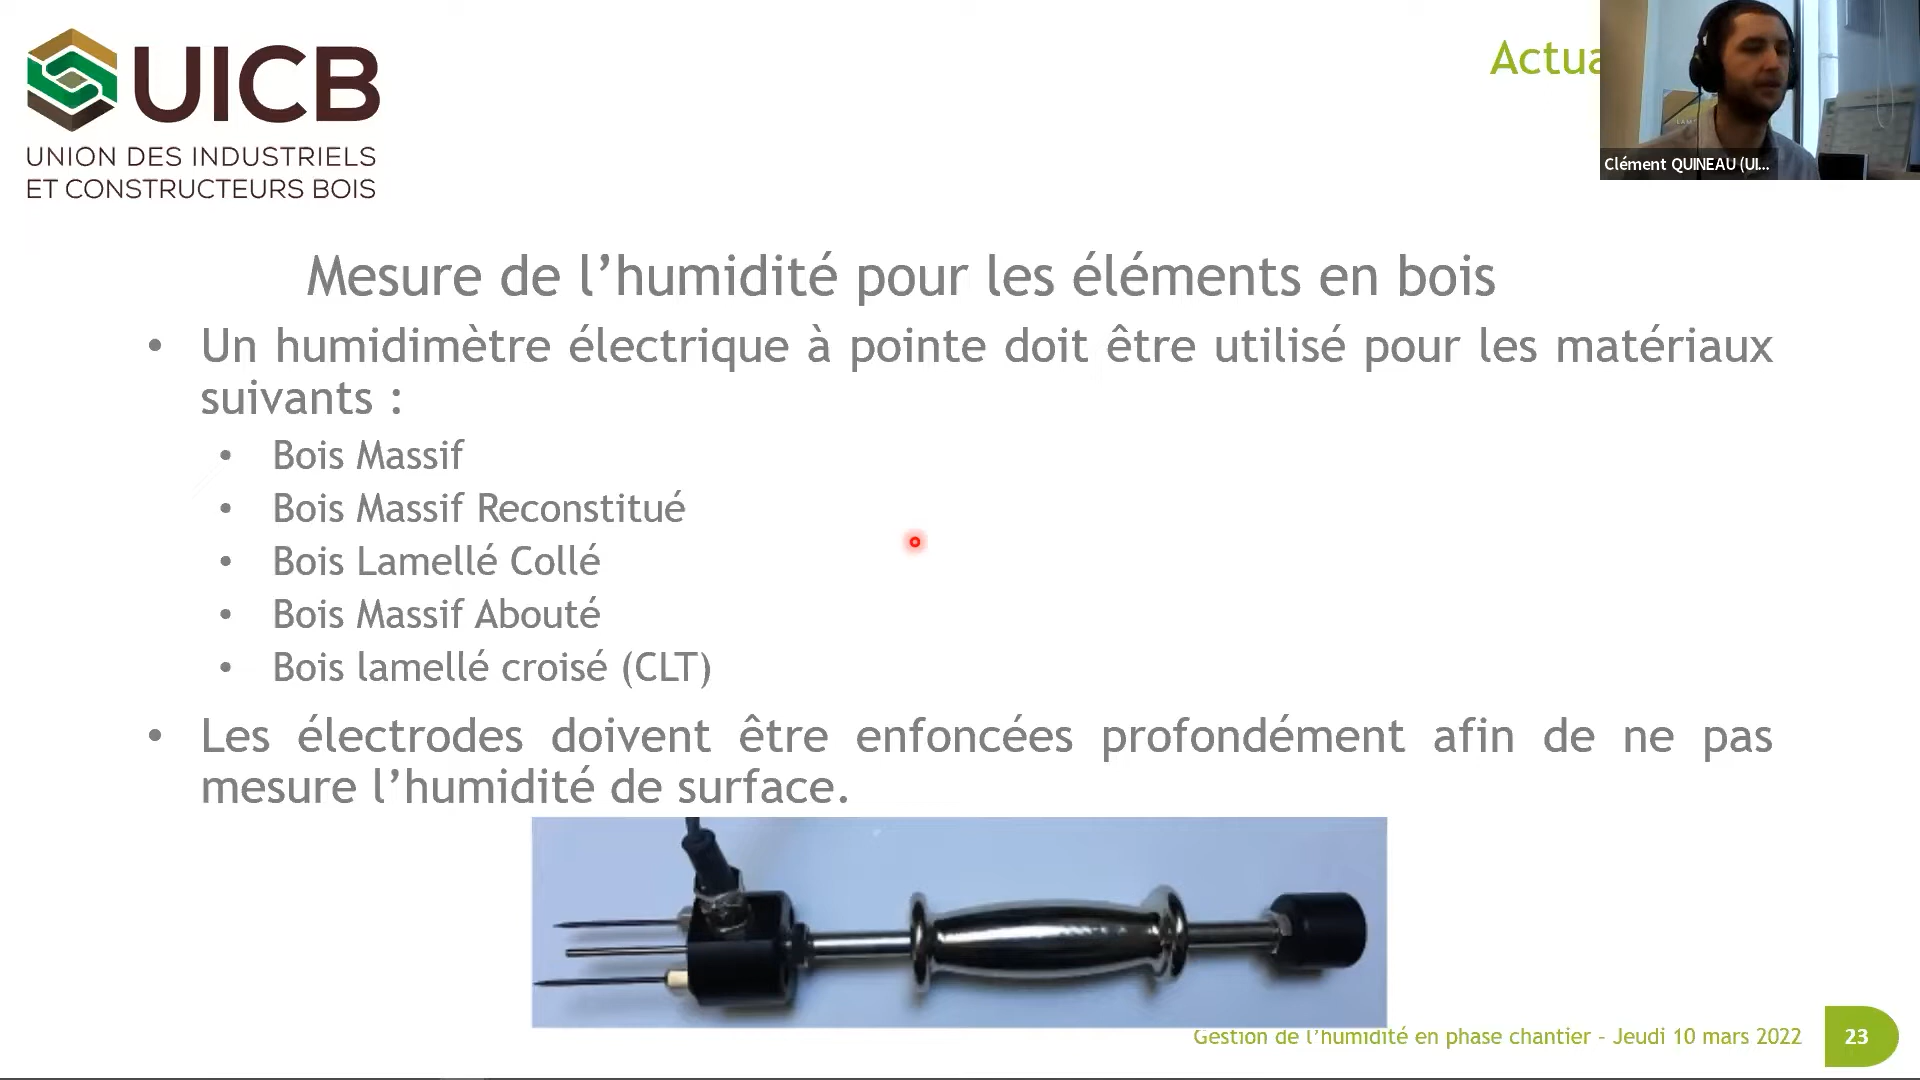 UICB
UNION DES INDUSTRIELS
ET CONSTRUCTEURS BOIS
Actua
Clément QUINEAU (UI...
Mesure de l’humidité pour les éléments en bois
• Un humidimètre électrique à pointe doit être utilisé pour les matériaux
suivants :
• Bois Massif
• Bois Massif Reconstitué
• Bois Lamellé Collé
• Bois Massif Abouté
• Bois lamellé croisé (CLT)
• Les électrodes doivent être enfoncées profondément afin de ne pas
mesure l’humidité de surface.
Gestion de l’humidité en phase chantier – Jeudi 10 mars 2022
23